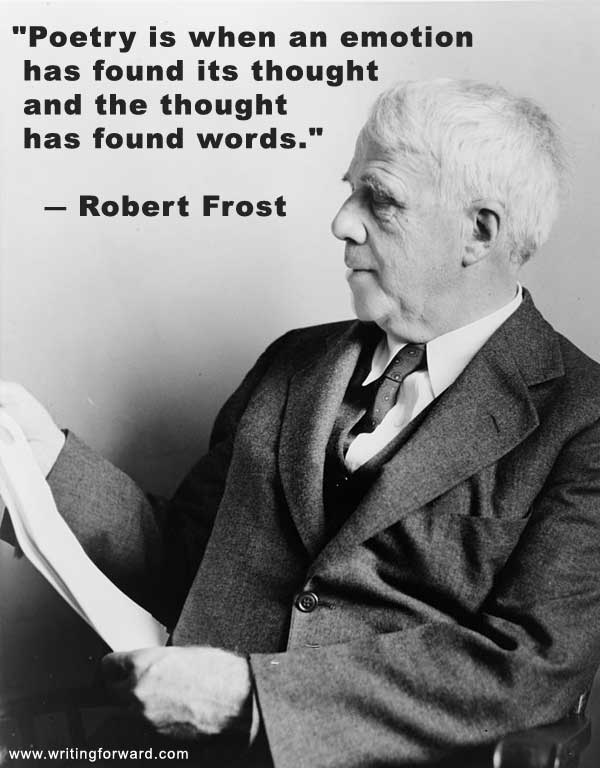 "Poetry is when an emotion
has found its thought
and the thought
has found words."
— Robert Frost
www.writingforward.com